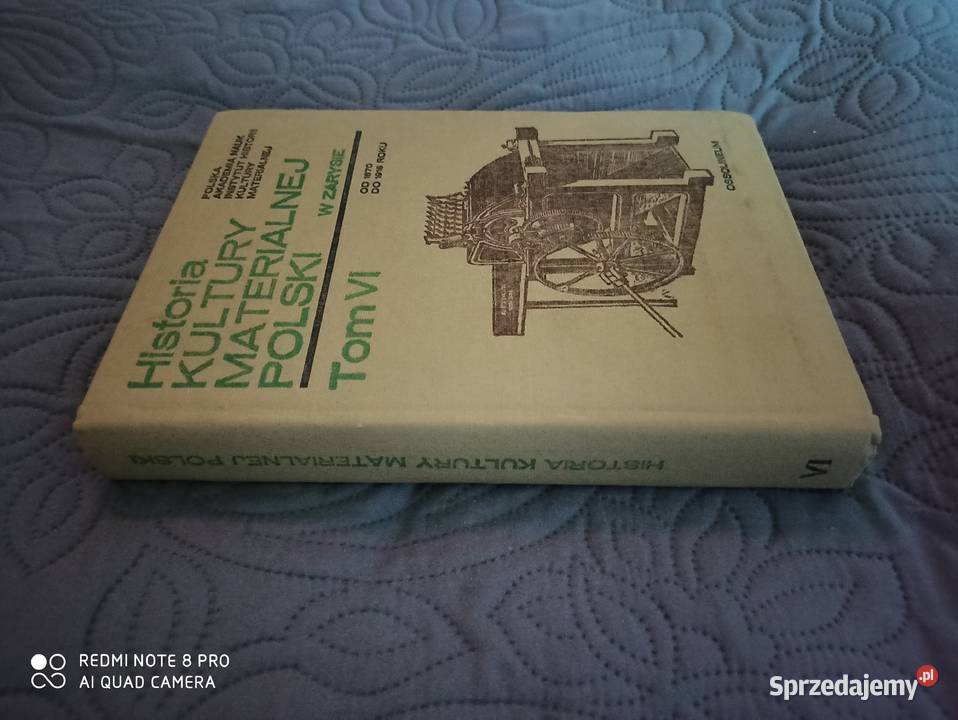 POLSKA
AKADEMIA NAUK
INSTYTUT HISTORII
KULTURY
MATERIALNEJ
Historia
KULTURY
MATERIALNEJ
POLSKI
W ZARYSIE
Tom VI
OD 1870
DO 1918 ROKU
OSSOLINEUM
HISTORIA KULTURY MATERIALNEJ POLSKI
VI
REDMI NOTE 8 PRO
AI QUAD CAMERA
Sprzedajemy.pl